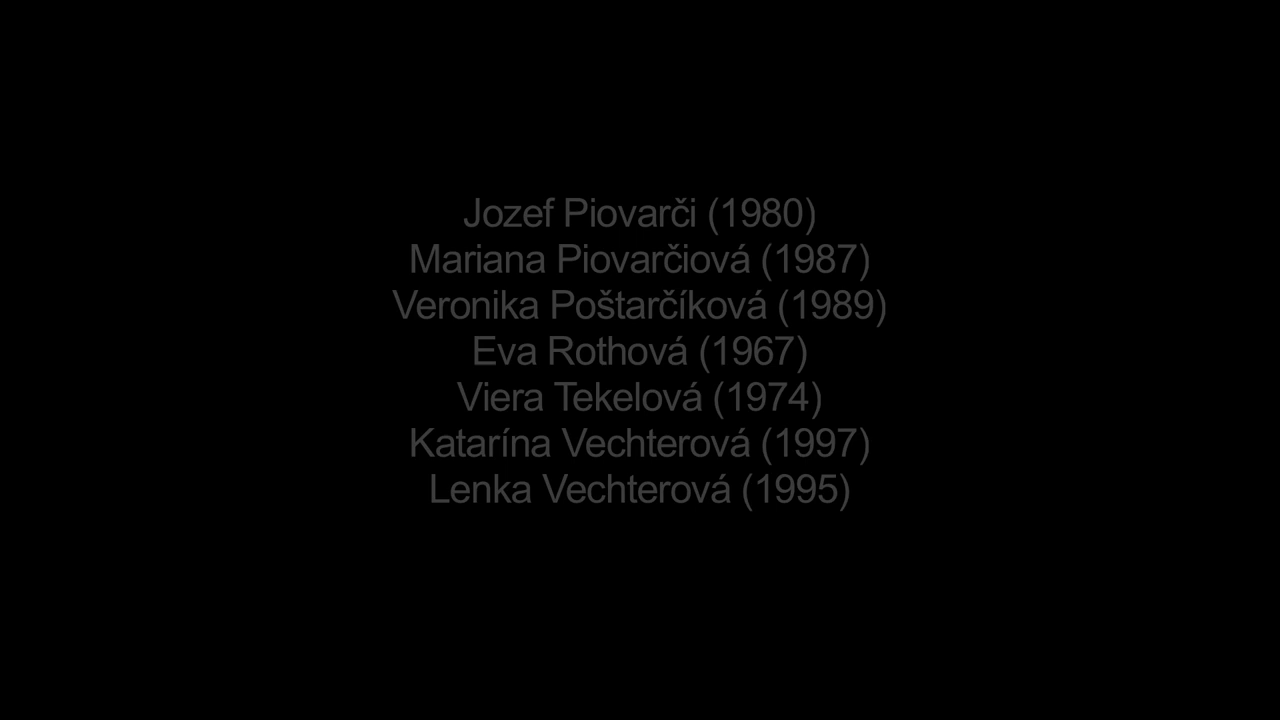 Jozef Piovarči (1980)
Mariana Piovarčiová (1987)
Veronika Poštarčíková (1989)
Eva Rothová (1967)
Viera Tekelová (1974)
Katarína Vechterová (1997)
Lenka Vechterová (1995)